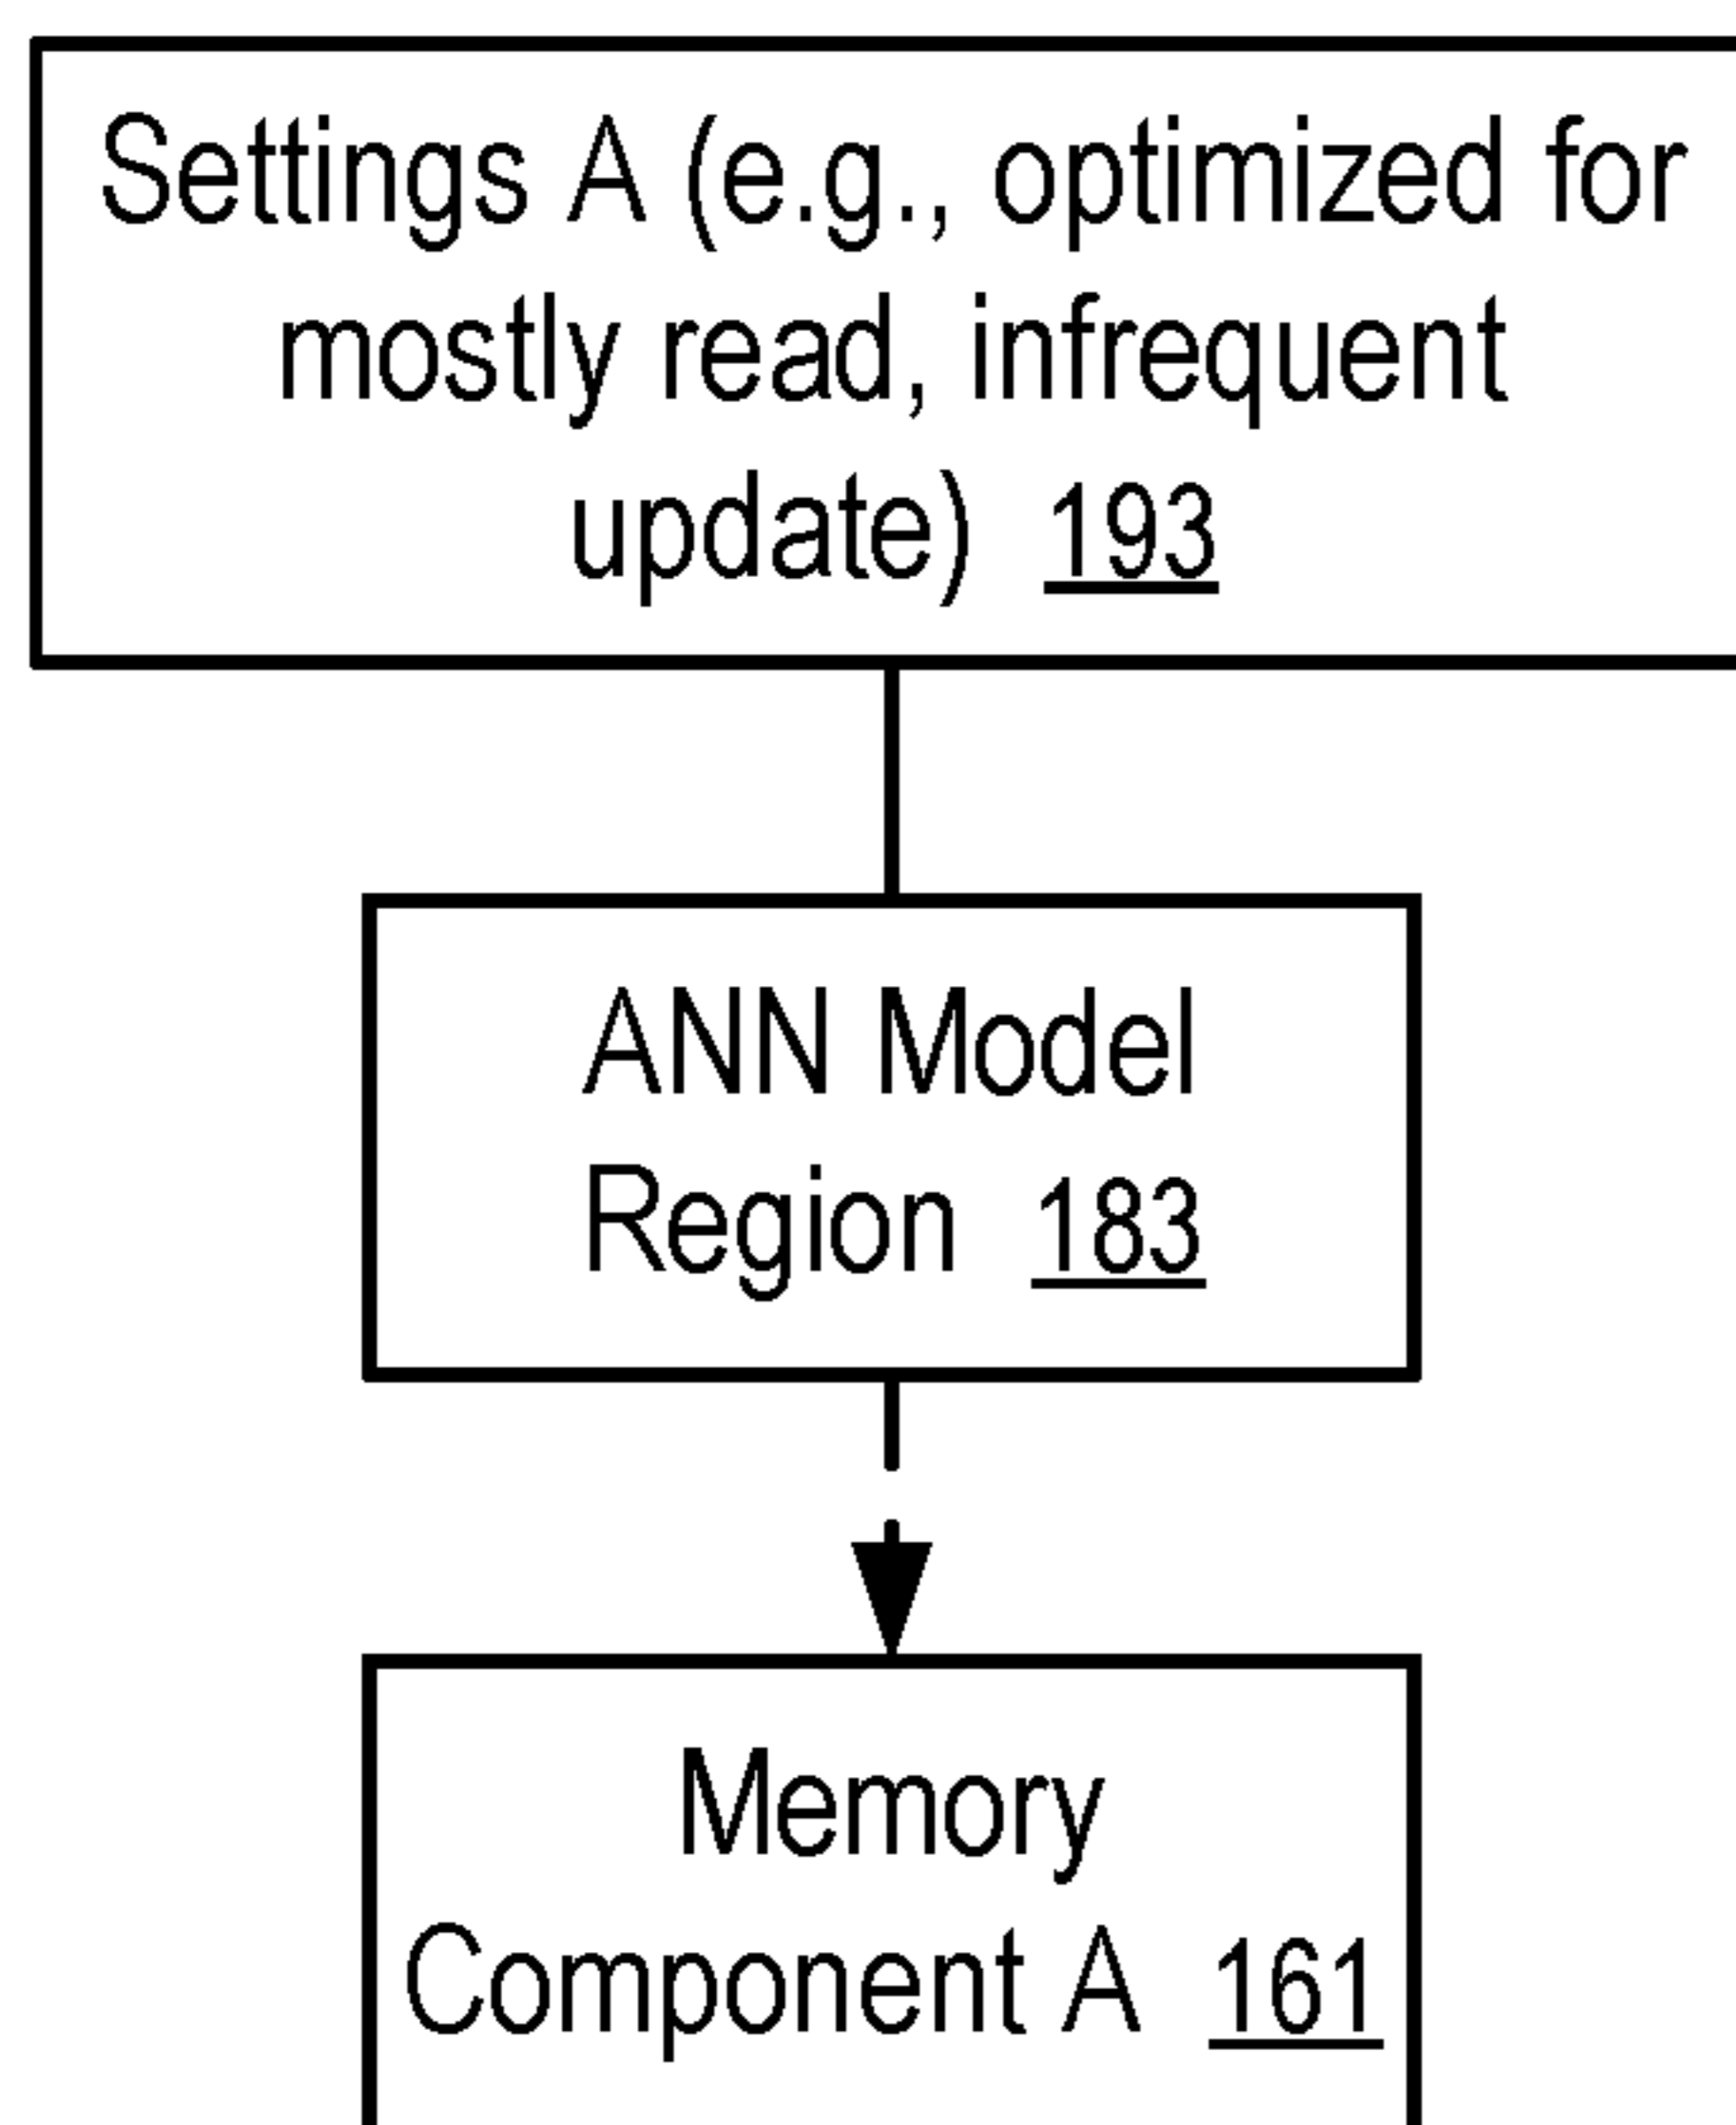 Settings A (e.g., optimized for
mostly read, infrequent
update) 193
ANN Model
Region 183
Memory
Component A 161